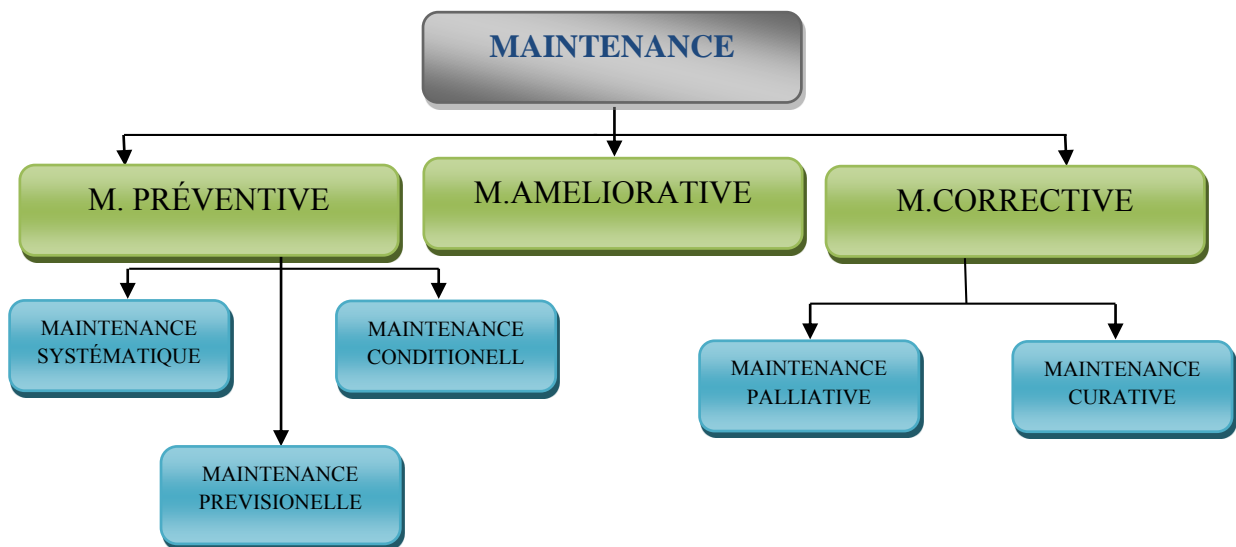 MAINTENANCE
M. PRÉVENTIVE
M.AMELIORATIVE
M.CORRECTIVE
MAINTENANCE
SYSTÉMATIQUE
MAINTENANCE
CONDITIONELL
MAINTENANCE
PREVISIONELLE
MAINTENANCE
PALLIATIVE
MAINTENANCE
CURATIVE